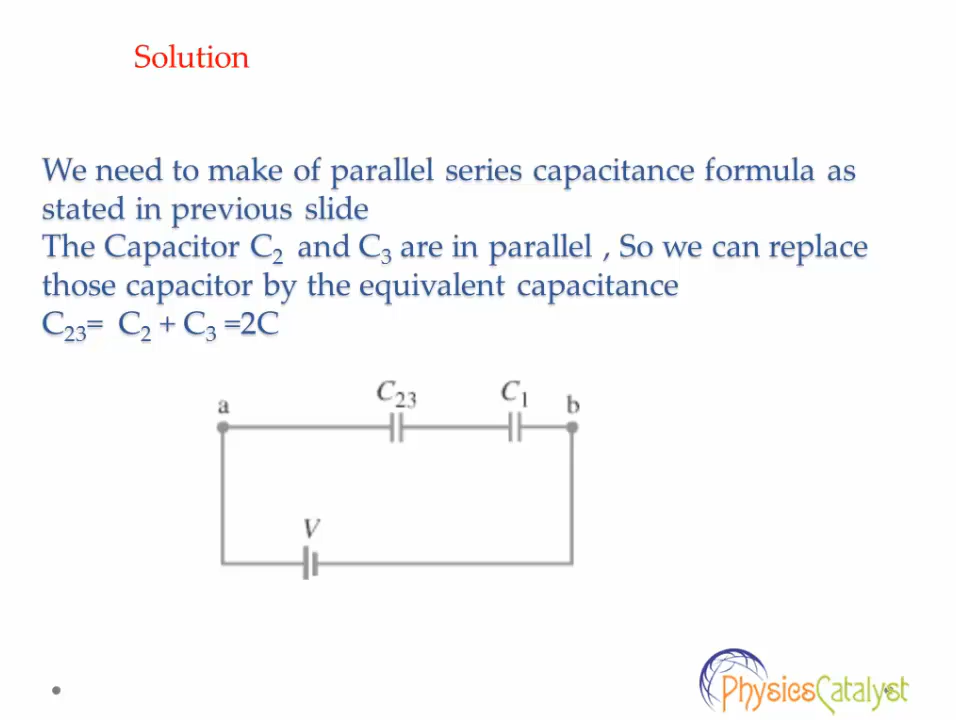 Solution
We need to make of parallel series capacitance formula as
stated in previous slide
The Capacitor C₂ and C₃ are in parallel , So we can replace
those capacitor by the equivalent capacitance
C₂₃= C₂ + C₃ =2C
a C₂₃ C₁ b
V
PhysicsCatalyst